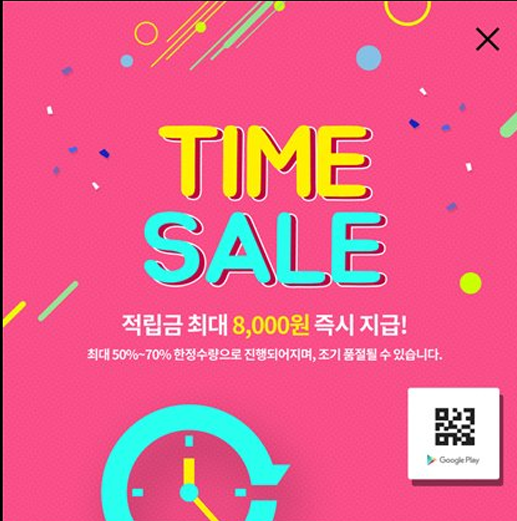 TIME
SALE
적립금 최대 8,000원 즉시 지급!
최대 50%~70% 한정수량으로 진행되어지며, 조기 품절될 수 있습니다.
Google Play